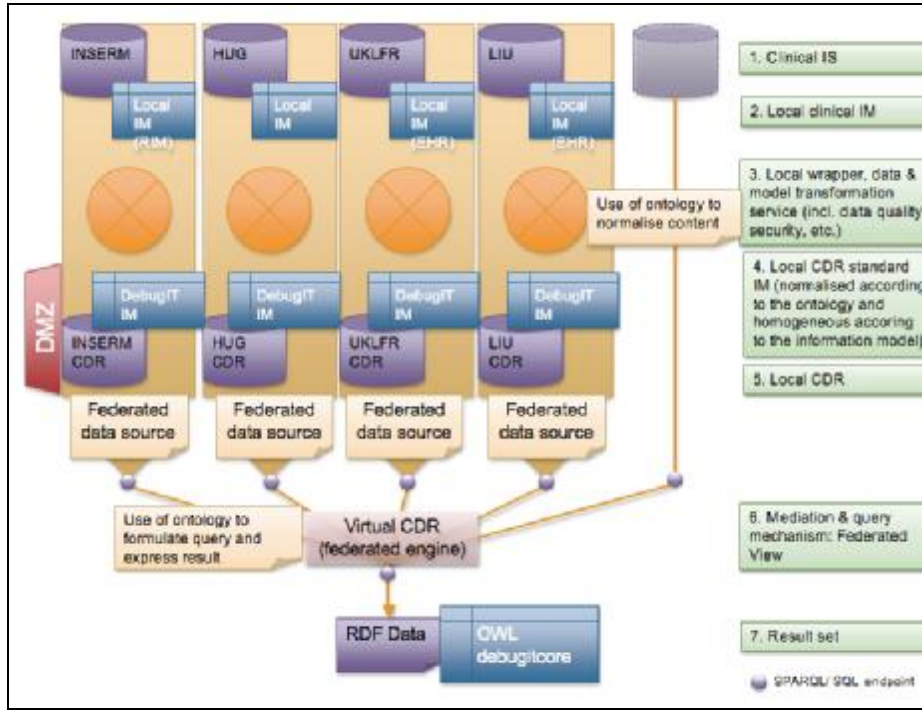 INSERM
HUG
UKLFR
LIU
Local
IM
(RIM)
Local
IM
Local
IM
(EHR)
Local
IM
(EHR)
1. Clinical IS
2. Local clinical IM
3. Local wrapper, data &
model transformation
service (incl. data quality
security, etc.)
Use of ontology to
normalise content
4. Local CDR standard
IM (normalised according
to the ontology and
homogeneous accoring
to the information model)
DMZ
DebugIT
IM
DebugIT
IM
DebugIT
IM
DebugIT
IM
INSERM
CDR
HUG
CDR
UKLFR
CDR
LIU
CDR
5. Local CDR
Federated
data source
Federated
data source
Federated
data source
Federated
data source
Use of ontology to
formulate query and
express result
Virtual CDR
(federated engine)
6. Mediation & query
mechanism: Federated
View
RDF Data
OWL
debugitcore
7. Result set
SPARQL/ SQL endpoint